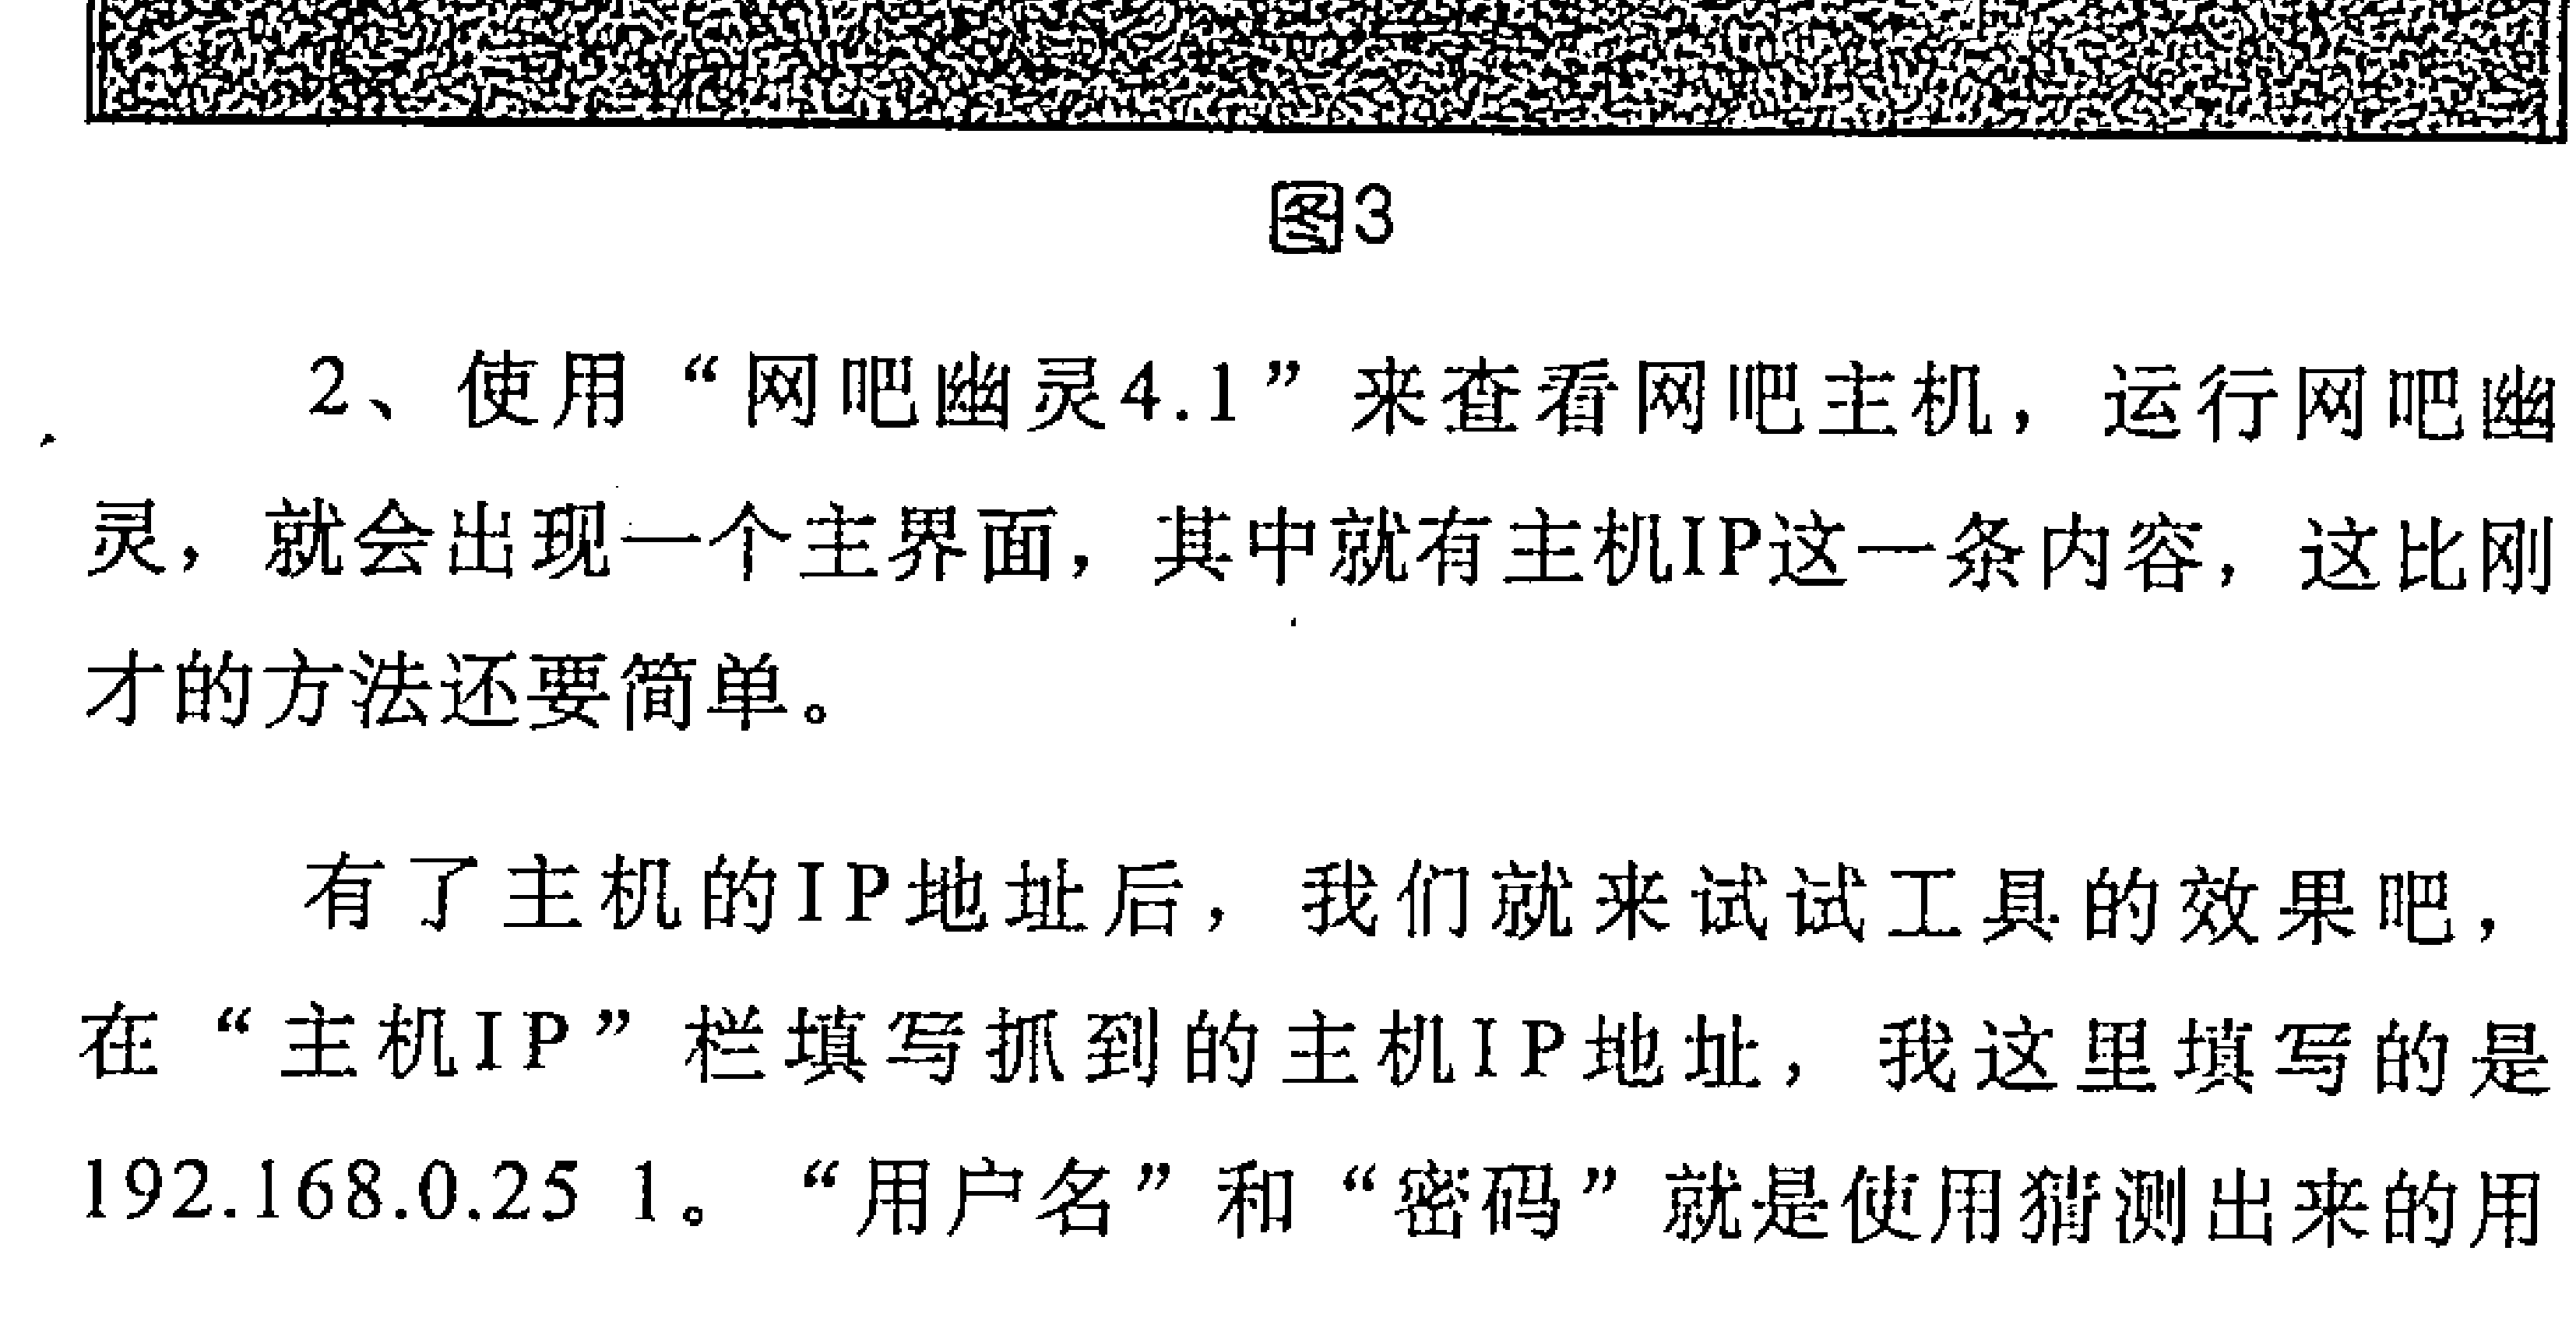 图3
2、使用“网吧幽灵4.1”来查看网吧主机，运行网吧幽
灵，就会出现一个主界面，其中就有主机IP这一条内容，这比刚
才的方法还要简单。
有了主机的IP地址后，我们就来试试工具的效果吧，
在“主机IP”栏填写抓到的主机IP地址，我这里填写的是
192.168.0.25 1。“用户名”和“密码”就是使用猜测出来的用